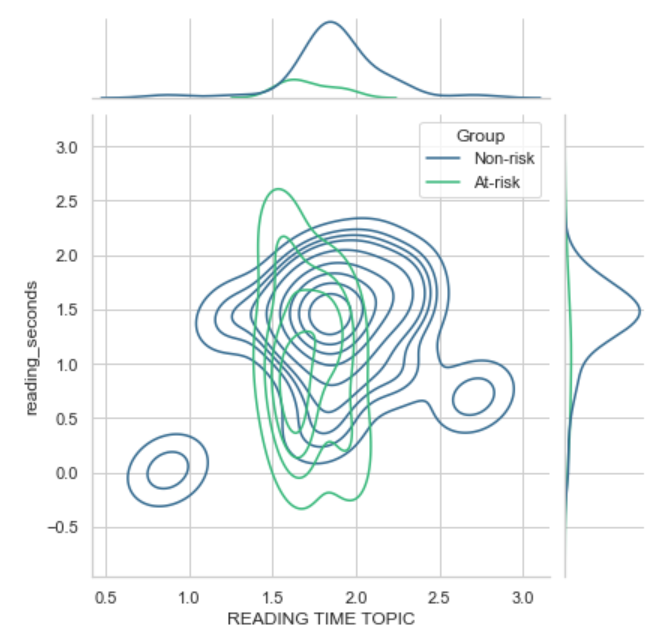 Group
Non-risk
At-risk
3.0
2.5
2.0
1.5
1.0
0.5
0.0
−0.5
reading_seconds
0.5 1.0 1.5 2.0 2.5 3.0
READING TIME TOPIC